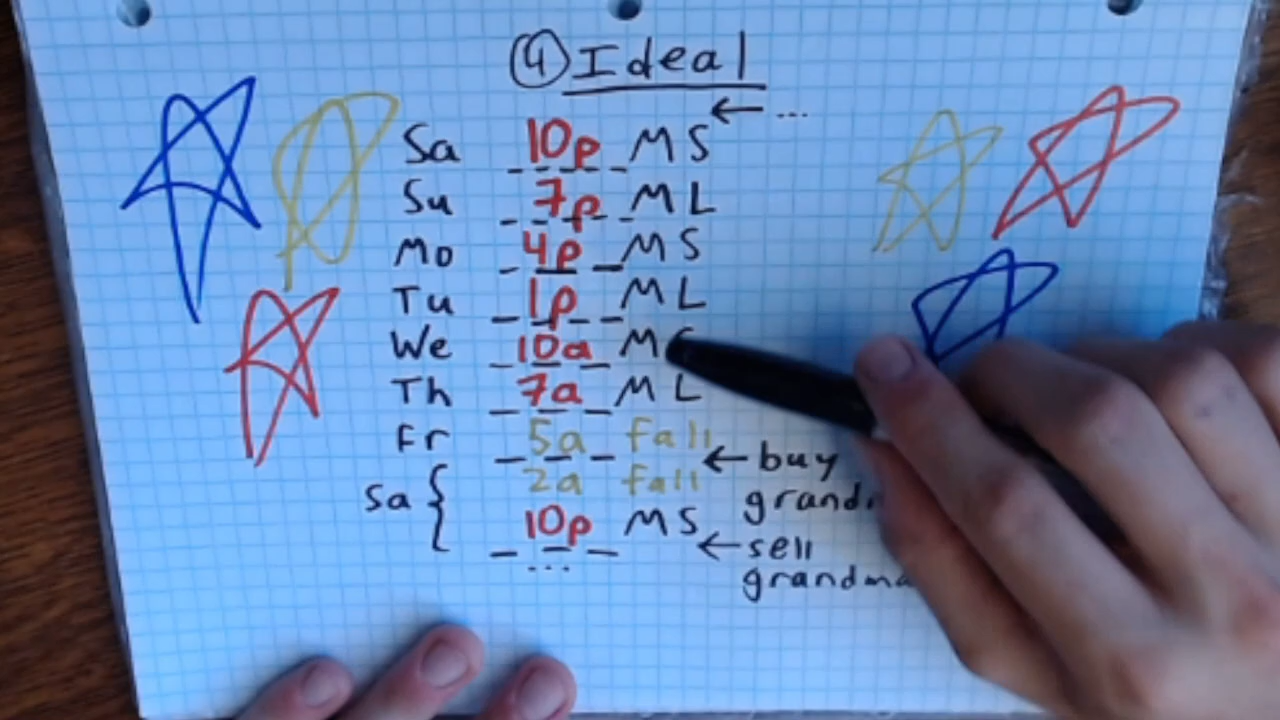 ④ Ideal
← ...
Sa 10p MS
Su 7p ML
Mo 4p MS
Tu 1p ML
We 10a M
Th 7a ML
Fr 5a fall
← buy
2a fall
Sa {
10p MS
← sell
grandma
...